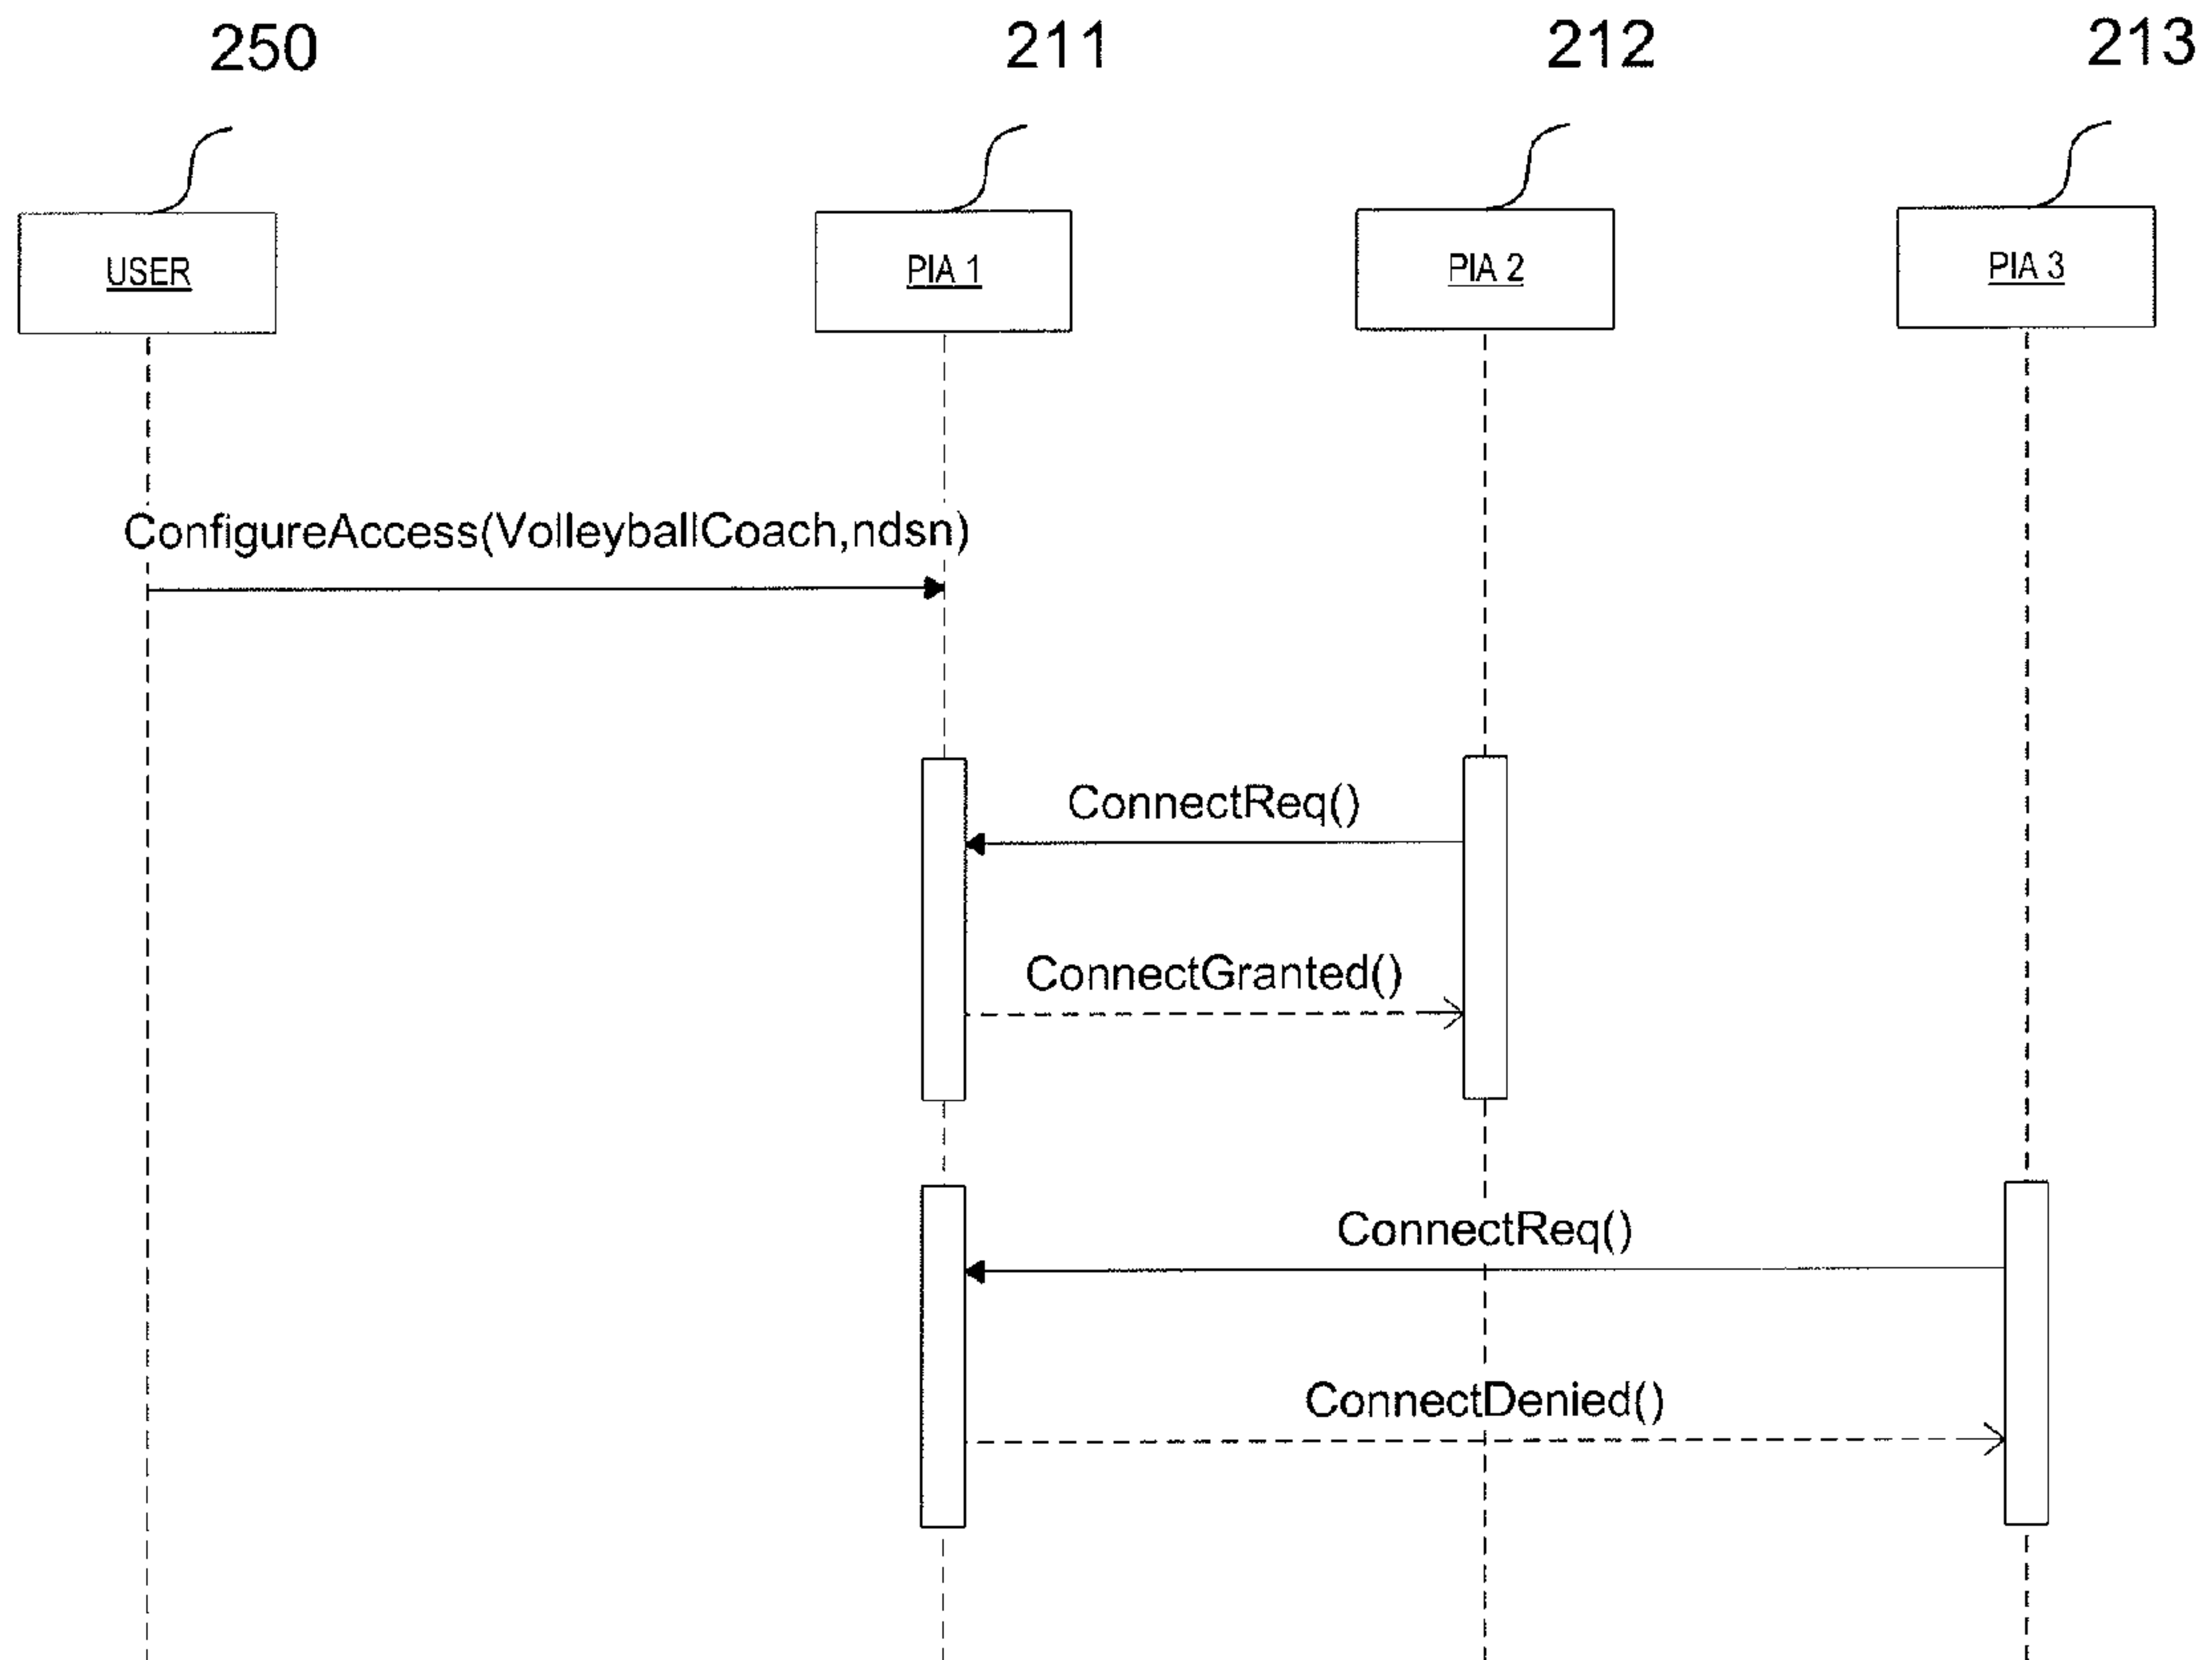 250 211 212 213
USER PIA 1 PIA 2 PIA 3
ConfigureAccess(VolleyballCoach,ndsn)
ConnectReq()
ConnectGranted()
ConnectReq()
ConnectDenied()